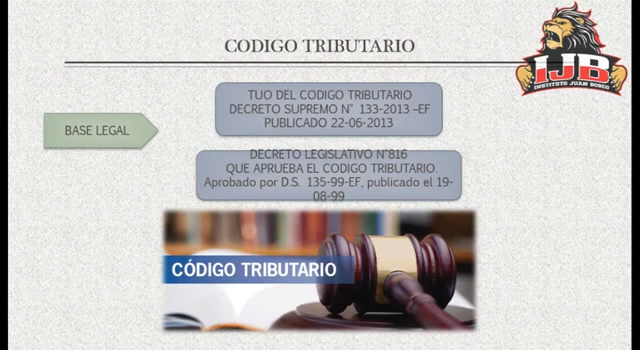 CODIGO TRIBUTARIO
IJB
INSTITUTO JUAN BOSCO
TUO DEL CODIGO TRIBUTARIO
DECRETO SUPREMO N° 133-2013 –EF
PUBLICADO 22-06-2013
BASE LEGAL
DECRETO LEGISLATIVO N°816
QUE APRUEBA EL CODIGO TRIBUTARIO.
Aprobado por D.S. 135-99-EF, publicado el 19-
08-99
CÓDIGO TRIBUTARIO